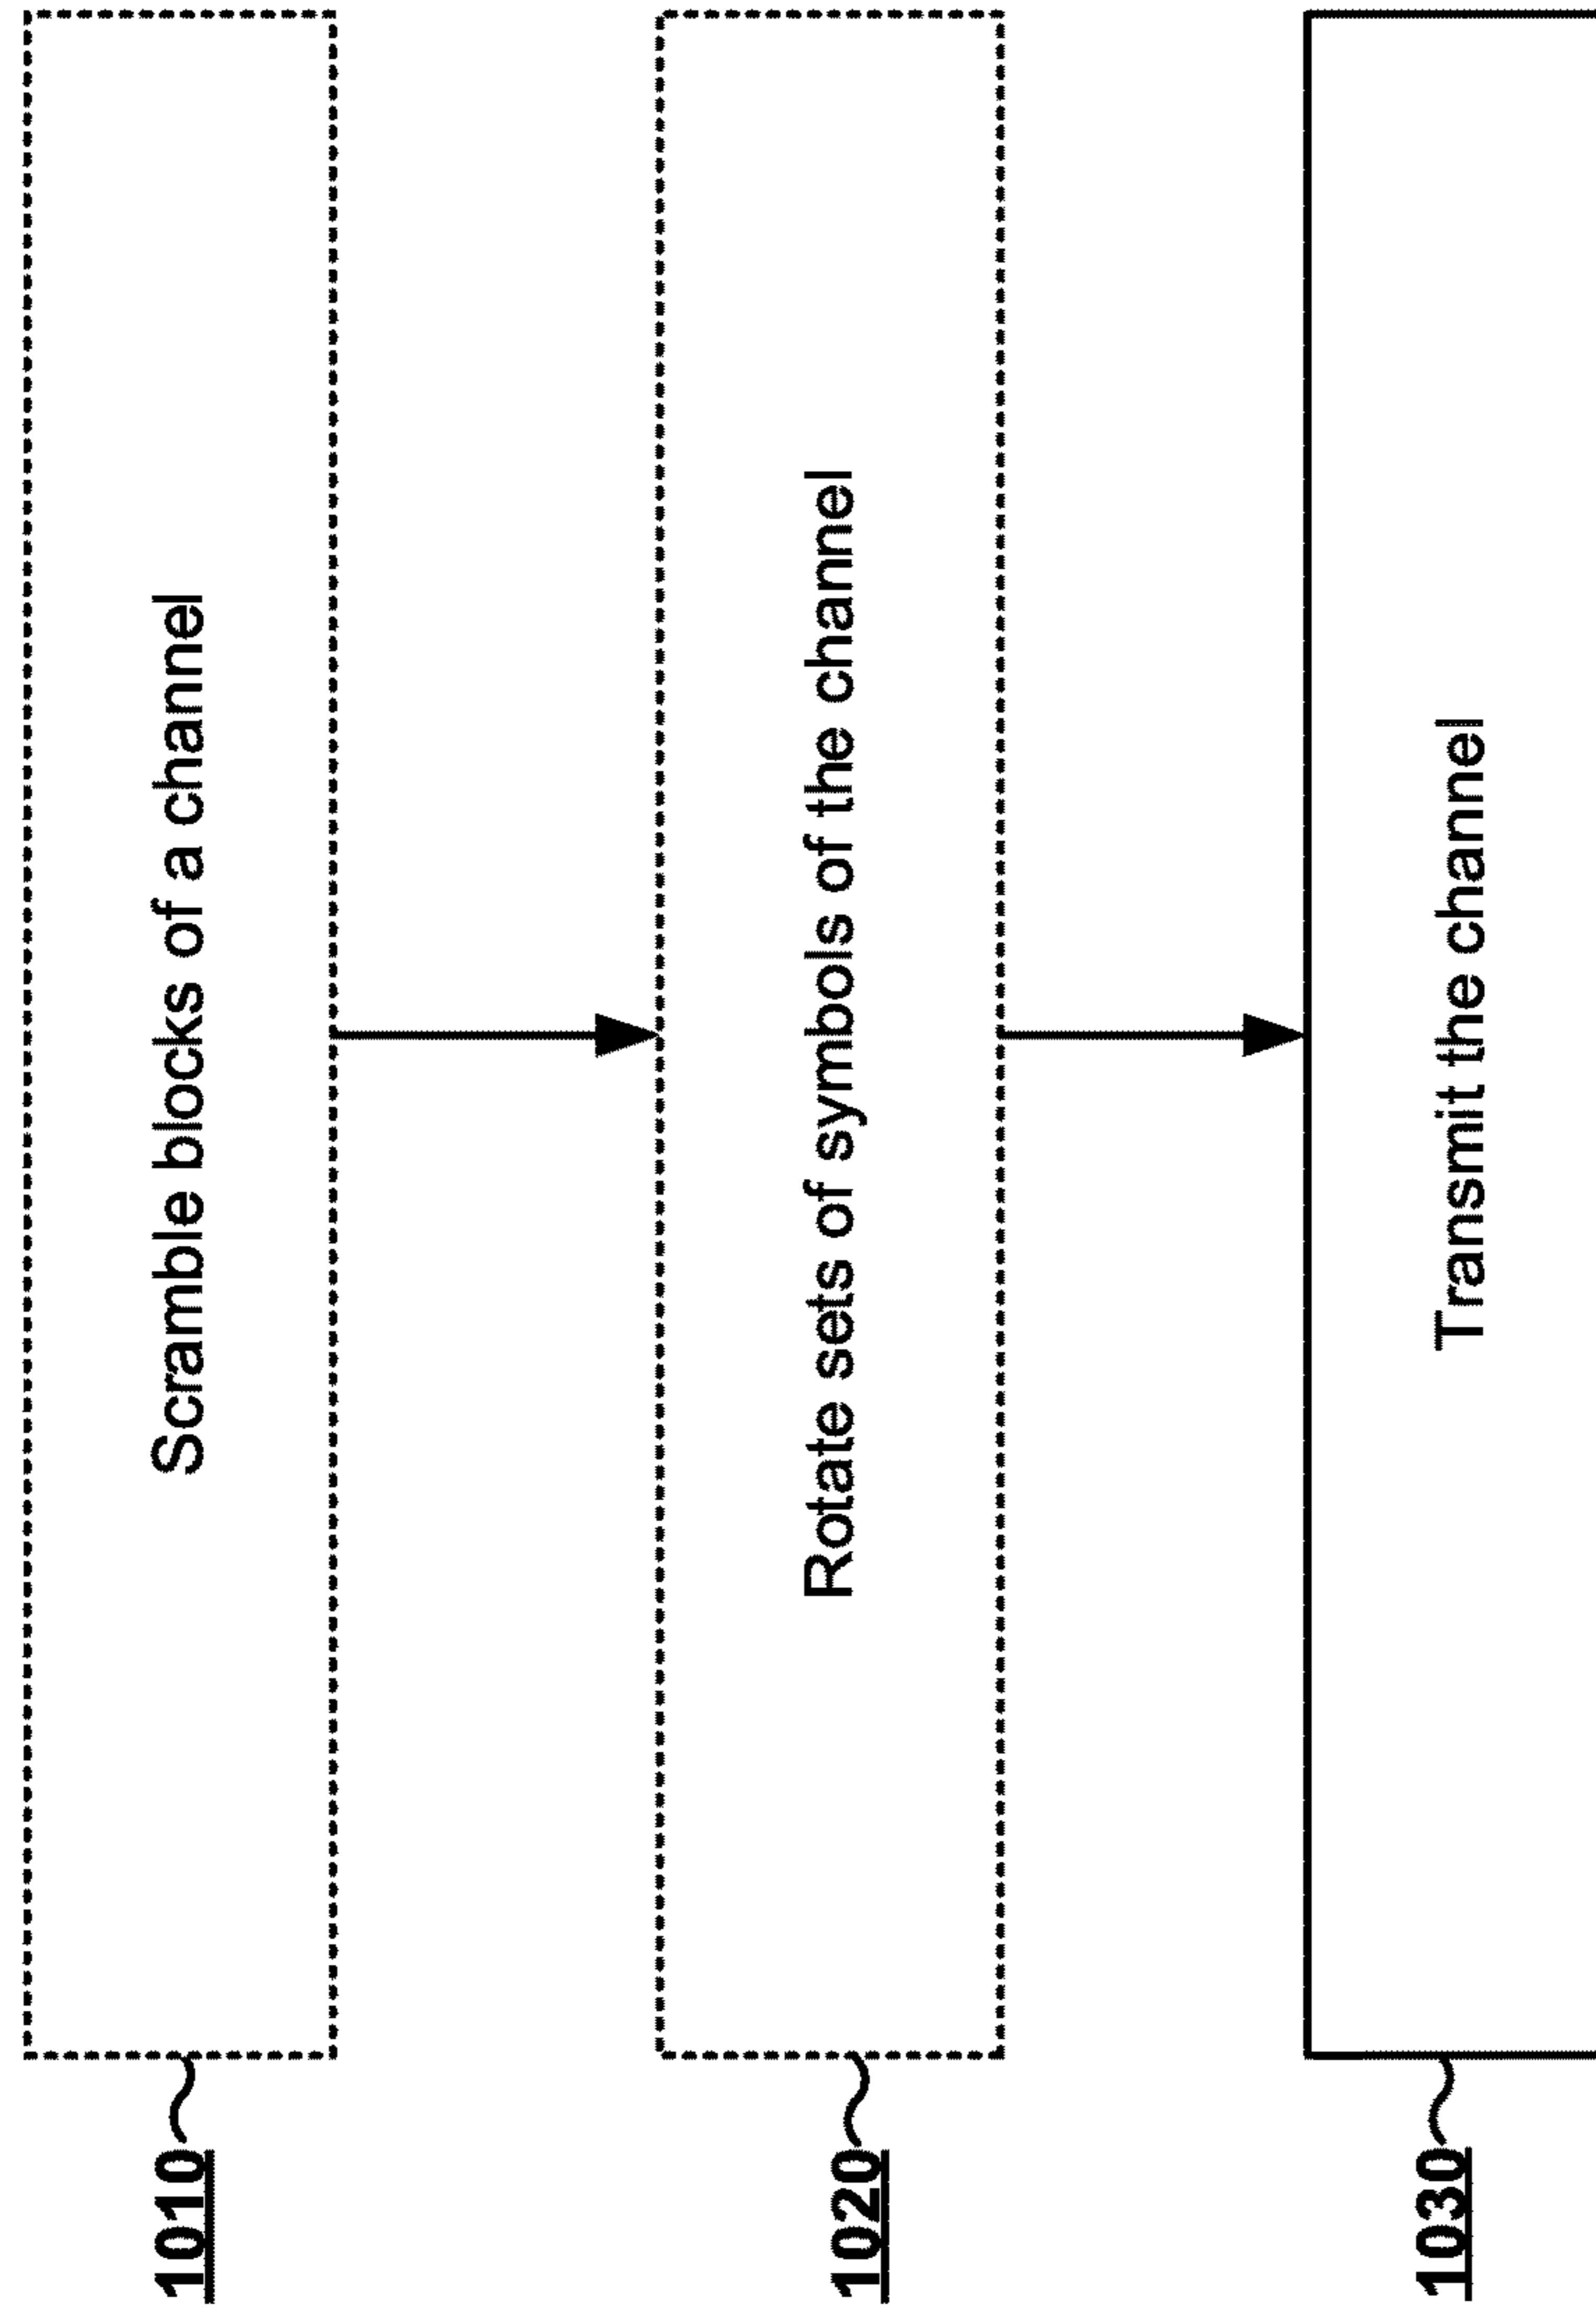 1010
Scramble blocks of a channel
1020
Rotate sets of symbols of the channel
1030
Transmit the channel